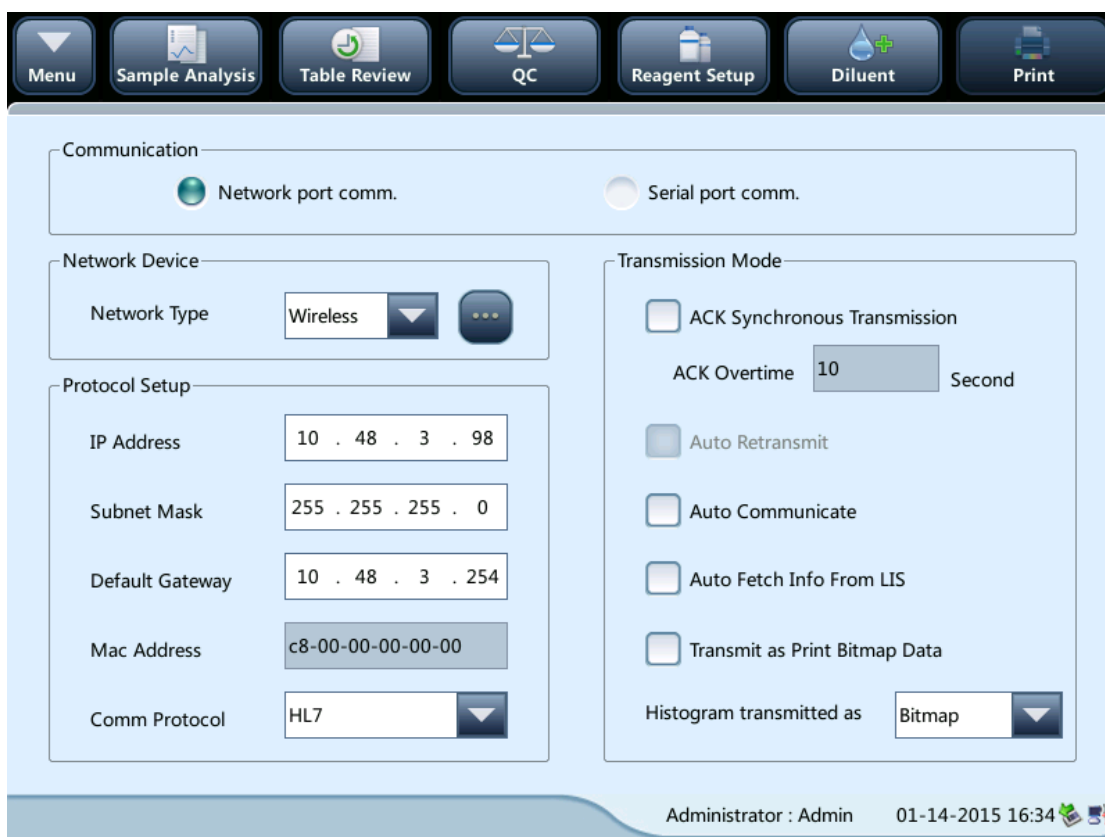 Menu
Sample Analysis
Table Review
QC
Reagent Setup
Diluent
Print
Communication
Network port comm.
Serial port comm.
Network Device
Network Type
Wireless
Protocol Setup
IP Address
10 . 48 . 3 . 98
Subnet Mask
255 . 255 . 255 . 0
Default Gateway
10 . 48 . 3 . 254
Mac Address
c8-00-00-00-00-00
Comm Protocol
HL7
Transmission Mode
ACK Synchronous Transmission
ACK Overtime
10
Second
Auto Retransmit
Auto Communicate
Auto Fetch Info From LIS
Transmit as Print Bitmap Data
Histogram transmitted as
Bitmap
Administrator : Admin
01-14-2015 16:34